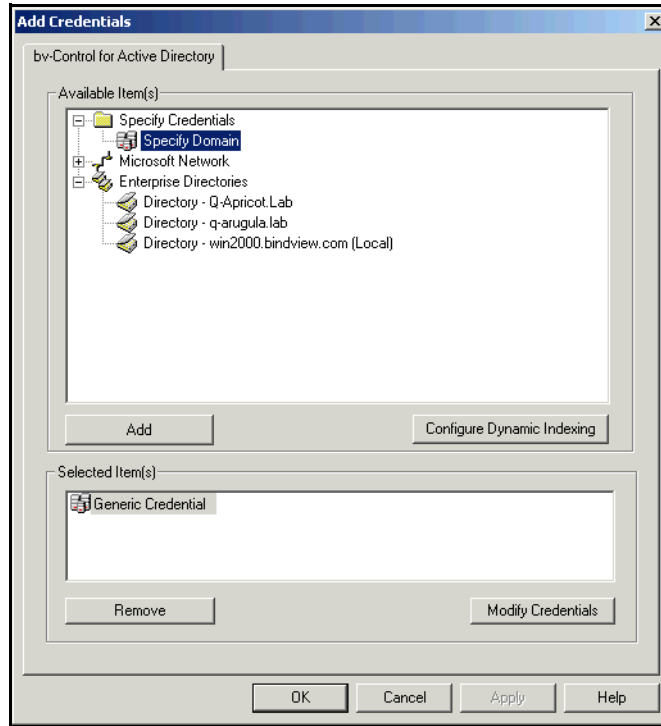 Add Credentials
bv-Control for Active Directory
Available Item(s)
Specify Credentials
Specify Domain
Microsoft Network
Enterprise Directories
Directory - Q-Apricot.Lab
Directory - q-arugula.lab
Directory - win2000.bindview.com (Local)
Add
Configure Dynamic Indexing
Selected Item(s)
Generic Credential
Remove
Modify Credentials
OK
Cancel
Apply
Help